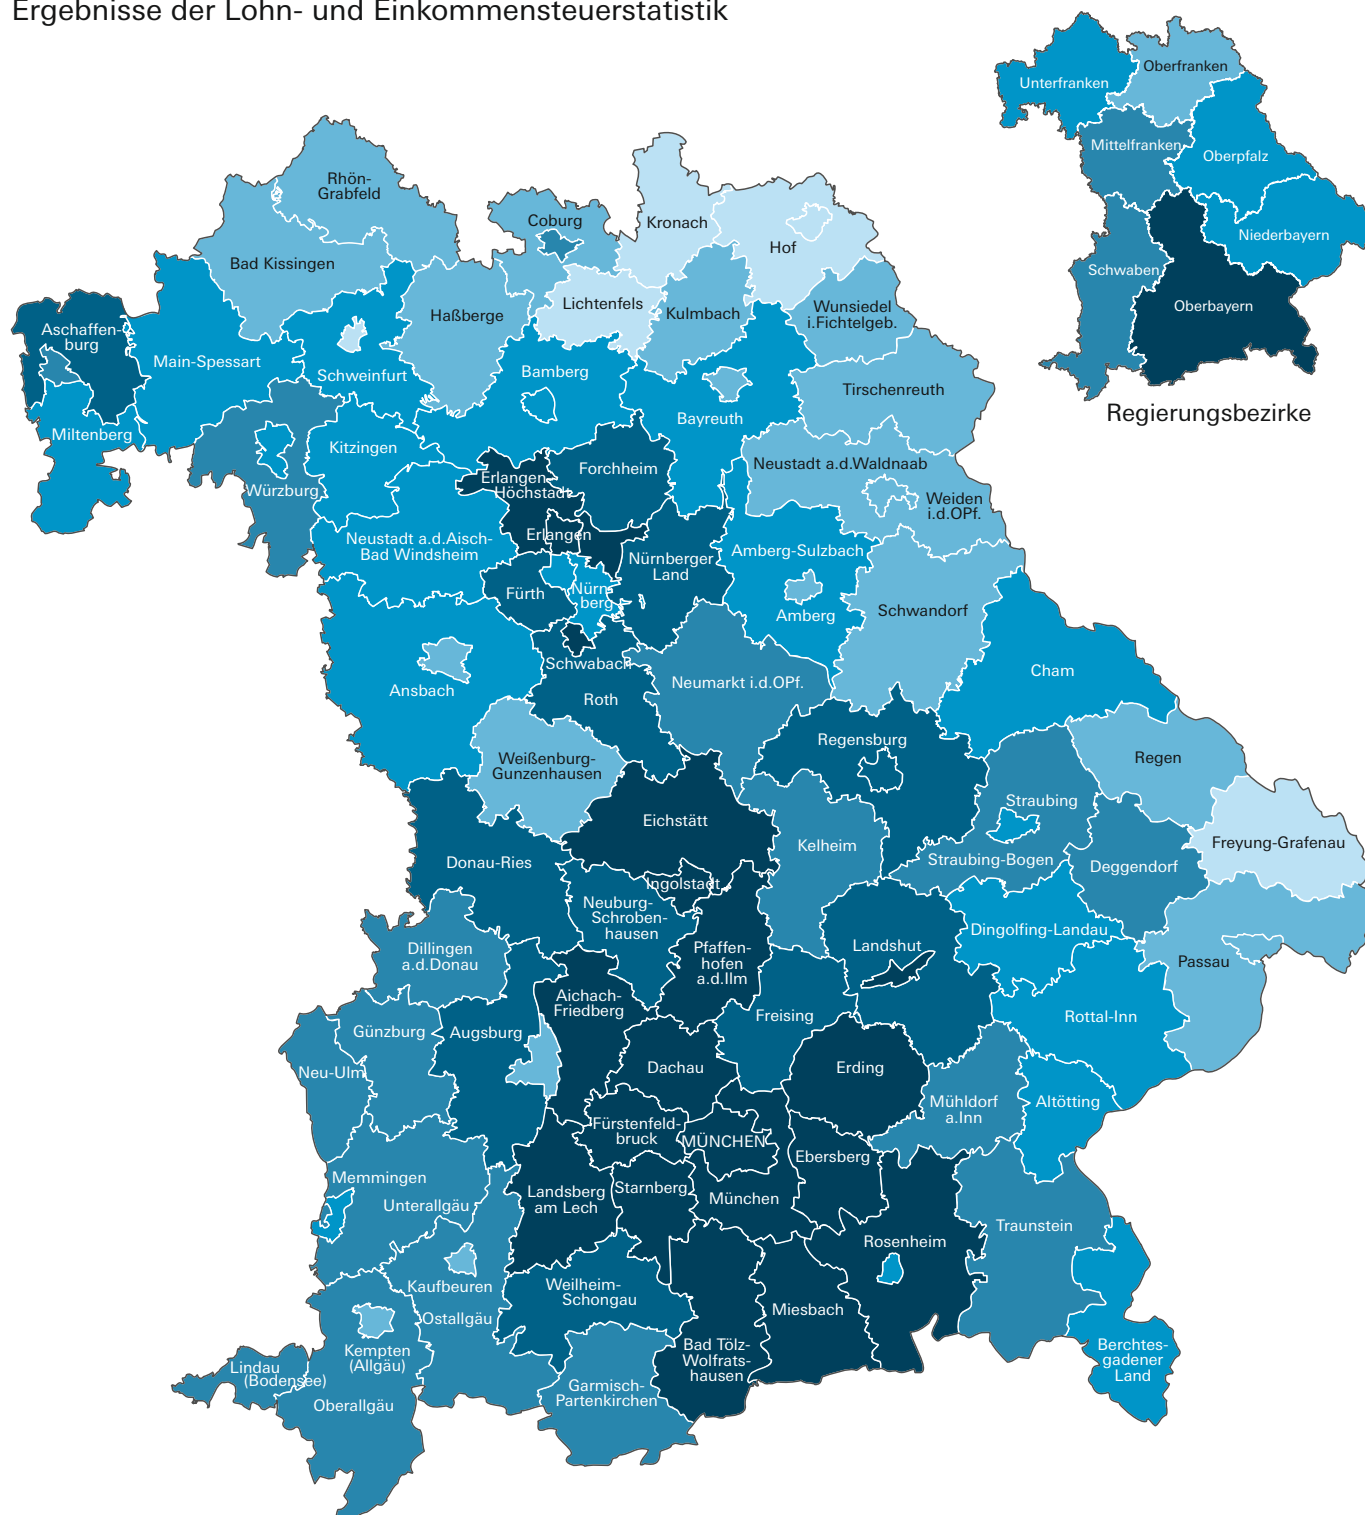 Ergebnisse der Lohn- und Einkommensteuerstatistik
Unterfranken
Oberfranken
Mittelfranken
Oberpfalz
Niederbayern
Schwaben
Oberbayern
Regierungsbezirke
Rhön-
Grabfeld
Coburg
Kronach
Hof
Bad Kissingen
Lichtenfels
Haßberge
Kulmbach
Wunsiedel
i.Fichtelgeb.
Aschaffen-
burg
Main-Spessart
Schweinfurt
Bamberg
Tirschenreuth
Bayreuth
Miltenberg
Kitzingen
Würzburg
Forchheim
Neustadt a.d.Waldnaab
Erlangen-
Höchstadt
Weiden
i.d.OPf.
Erlangen
Neustadt a.d.Aisch-
Bad Windsheim
Nürnberger
Land
Amberg-Sulzbach
Fürth
Nürn-
berg
Amberg
Schwandorf
Schwabach
Cham
Ansbach
Roth
Neumarkt i.d.OPf.
Regensburg
Weißenburg-
Gunzenhausen
Regen
Straubing
Eichstätt
Kelheim
Freyung-Grafenau
Donau-Ries
Straubing-Bogen
Deggendorf
Ingolstadt
Neuburg-
Schroben-
hausen
Dingolfing-Landau
Dillingen
a.d.Donau
Pfaffen-
hofen
a.d.Ilm
Landshut
Passau
Aichach-
Friedberg
Günzburg
Augsburg
Freising
Rottal-Inn
Neu-Ulm
Dachau
Erding
Mühldorf
a.Inn
Altötting
Fürstenfeld-
bruck
MÜNCHEN
Ebersberg
Memmingen
Unterallgäu
Landsberg
am Lech
Starnberg
München
Traunstein
Rosenheim
Kaufbeuren
Weilheim-
Schongau
Miesbach
Ostallgäu
Kempten
(Allgäu)
Bad Tölz-
Wolfrats-
hausen
Berchtes-
gadener
Land
Lindau
(Bodensee)
Garmisch-
Partenkirchen
Oberallgäu